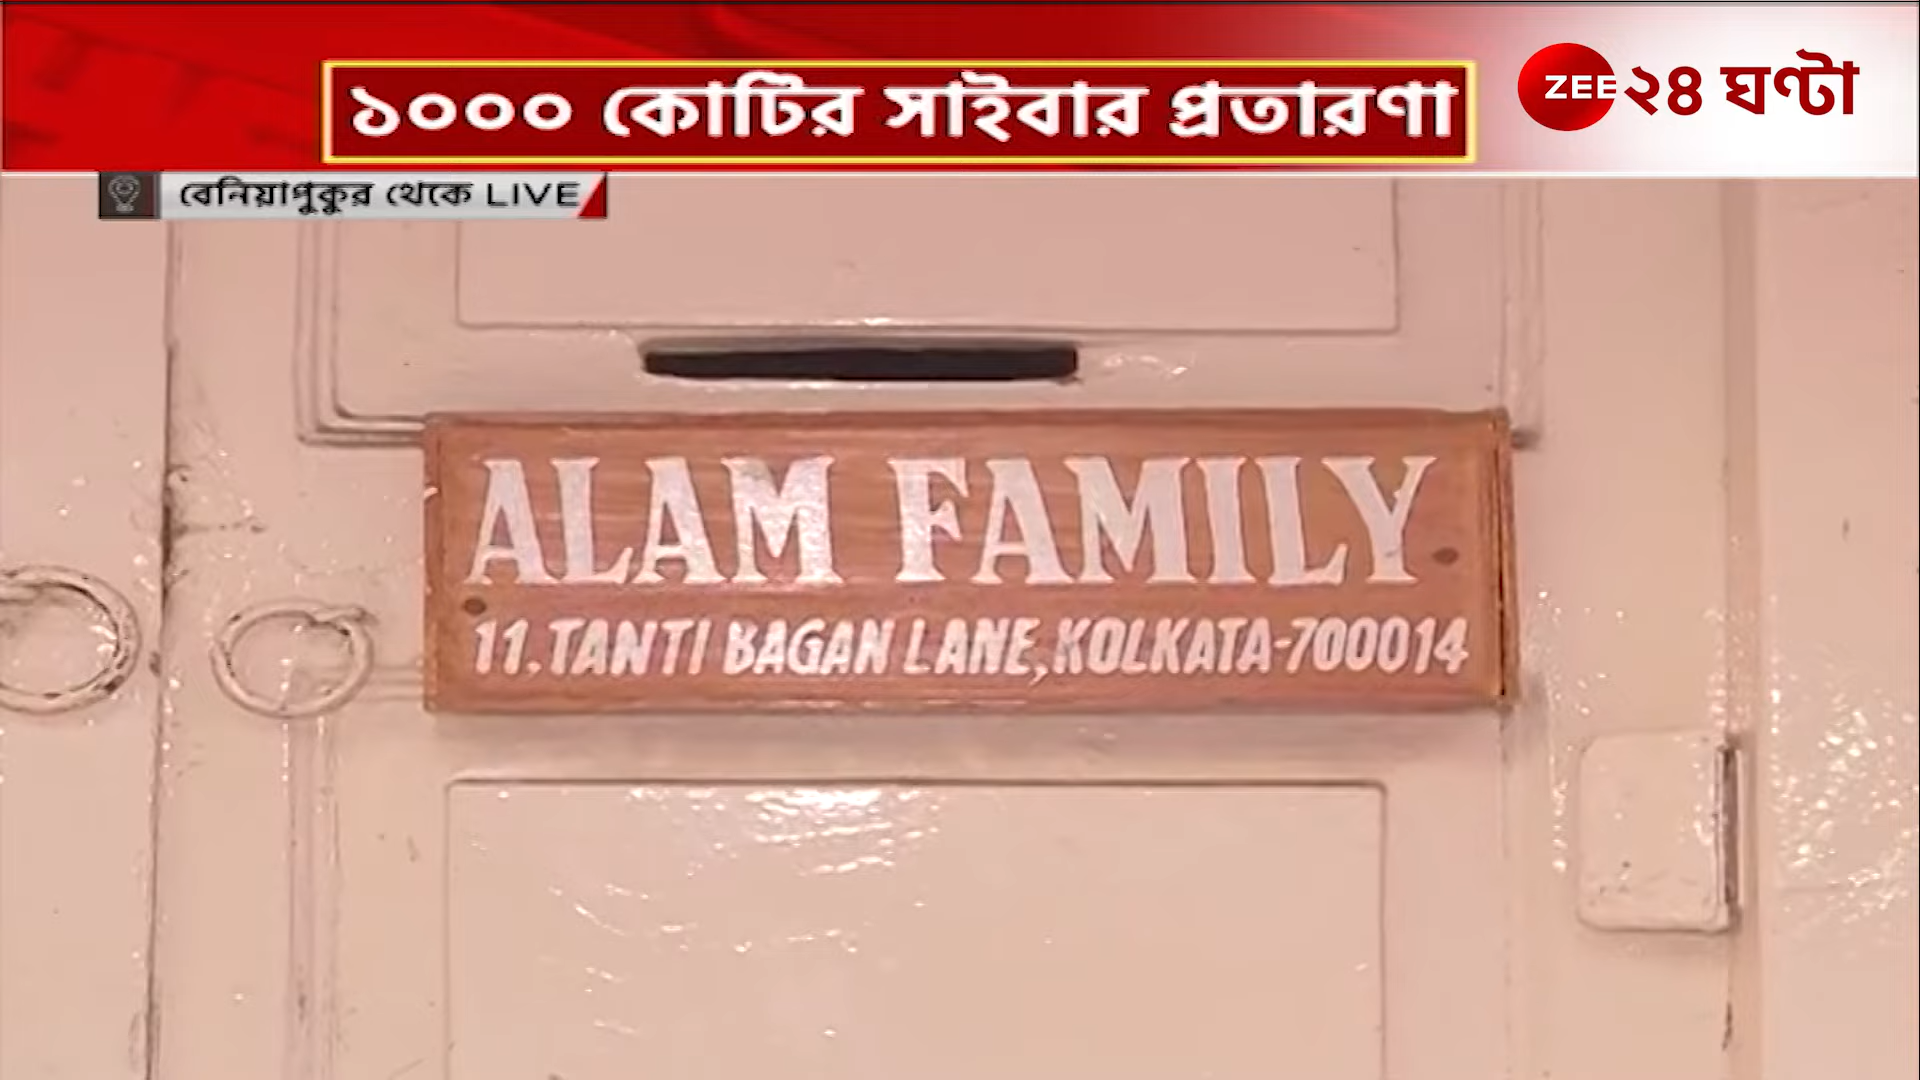 ১০০০ কোটির সাইবার প্রতারণা
ZEE ২৪ ঘণ্টা
বেনিয়াপুকুর থেকে LIVE
ALAM FAMILY
11.TANTI BAGAN LANE,KOLKATA-700014